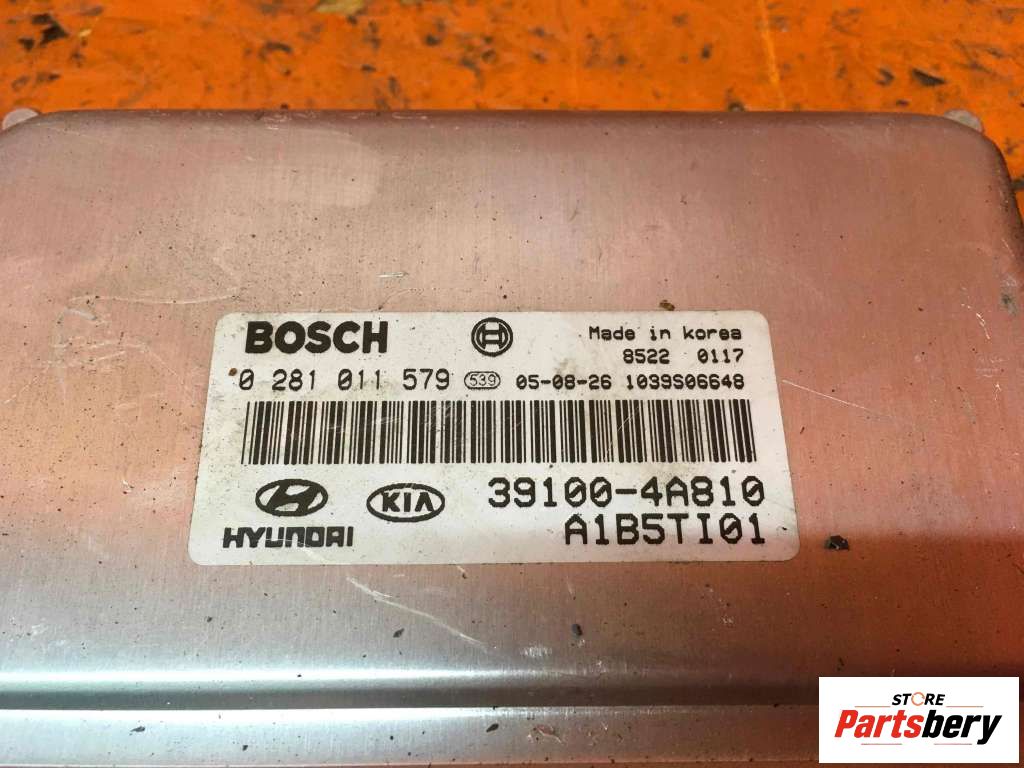 BOSCH
Made in Korea
8522 0117
0 281 011 579 539 05-08-26 1039S06648
39100-4A810
HYUNDAI KIA A1B5TI01
STORE
Partsbery